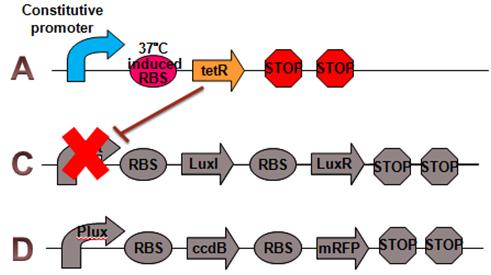 Constitutive
promoter
A
37°C
induced
RBS
tetR
STOP
STOP
C
RBS
LuxI
RBS
LuxR
STOP
STOP
D
Plux
RBS
ccdB
RBS
mRFP
STOP
STOP